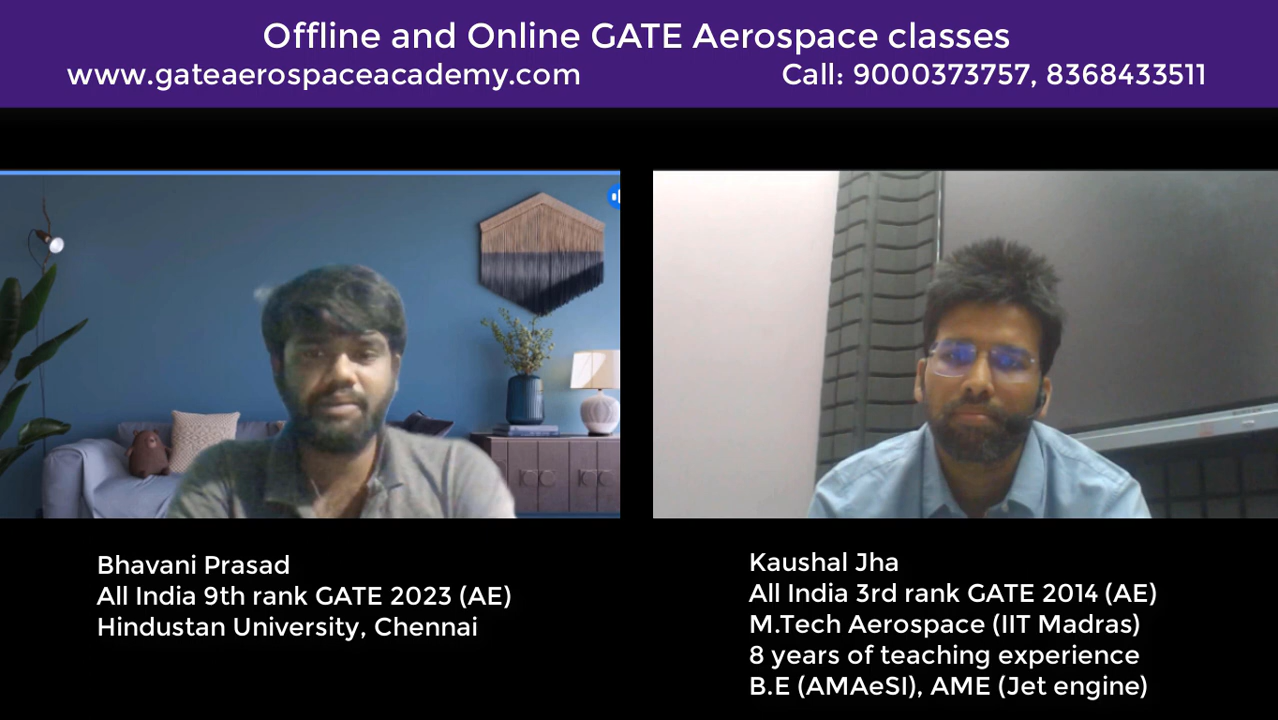 Offline and Online GATE Aerospace classes
www.gateaerospaceacademy.com Call: 9000373757, 8368433511
Bhavani Prasad
All India 9th rank GATE 2023 (AE)
Hindustan University, Chennai
Kaushal Jha
All India 3rd rank GATE 2014 (AE)
M.Tech Aerospace (IIT Madras)
8 years of teaching experience
B.E (AMAeSI), AME (Jet engine)